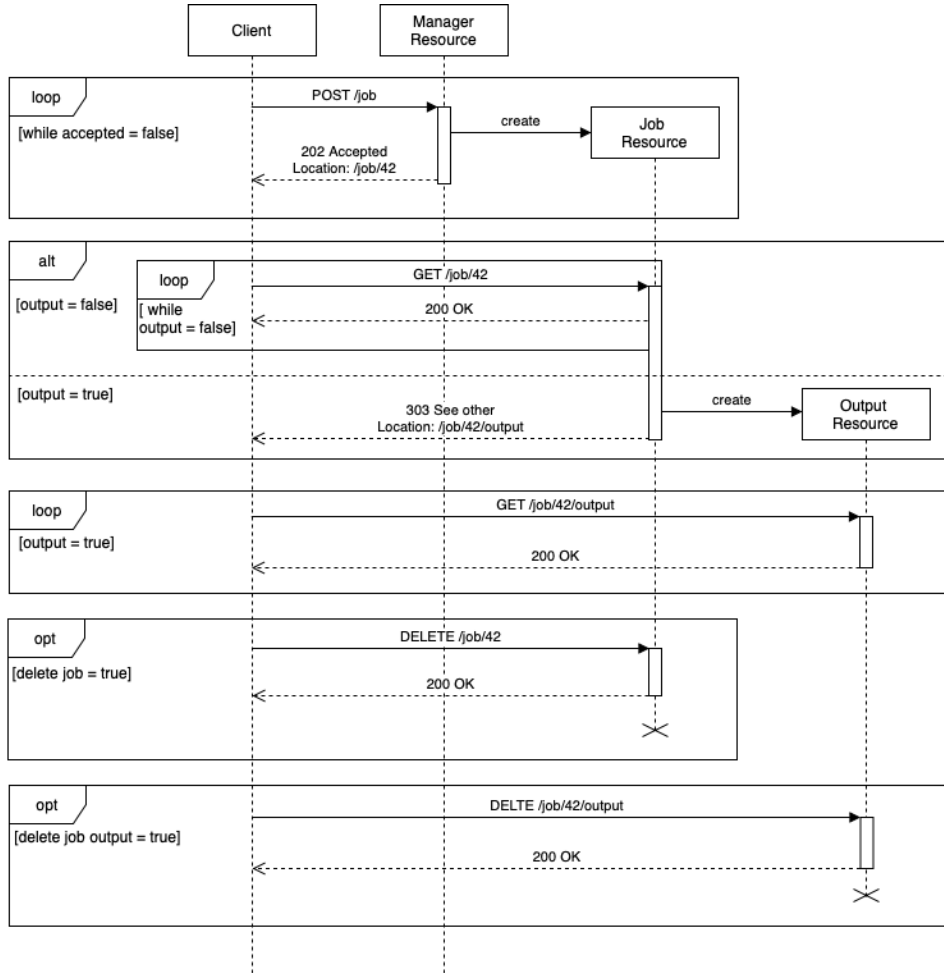 Client
Manager
Resource
loop
[while accepted = false]
POST /job
create
Job
Resource
202 Accepted
Location: /job/42
alt
[output = false]
loop
[ while
output = false]
GET /job/42
200 OK
[output = true]
303 See other
Location: /job/42/output
create
Output
Resource
loop
[output = true]
GET /job/42/output
200 OK
opt
[delete job = true]
DELETE /job/42
200 OK
opt
[delete job output = true]
DELTE /job/42/output
200 OK